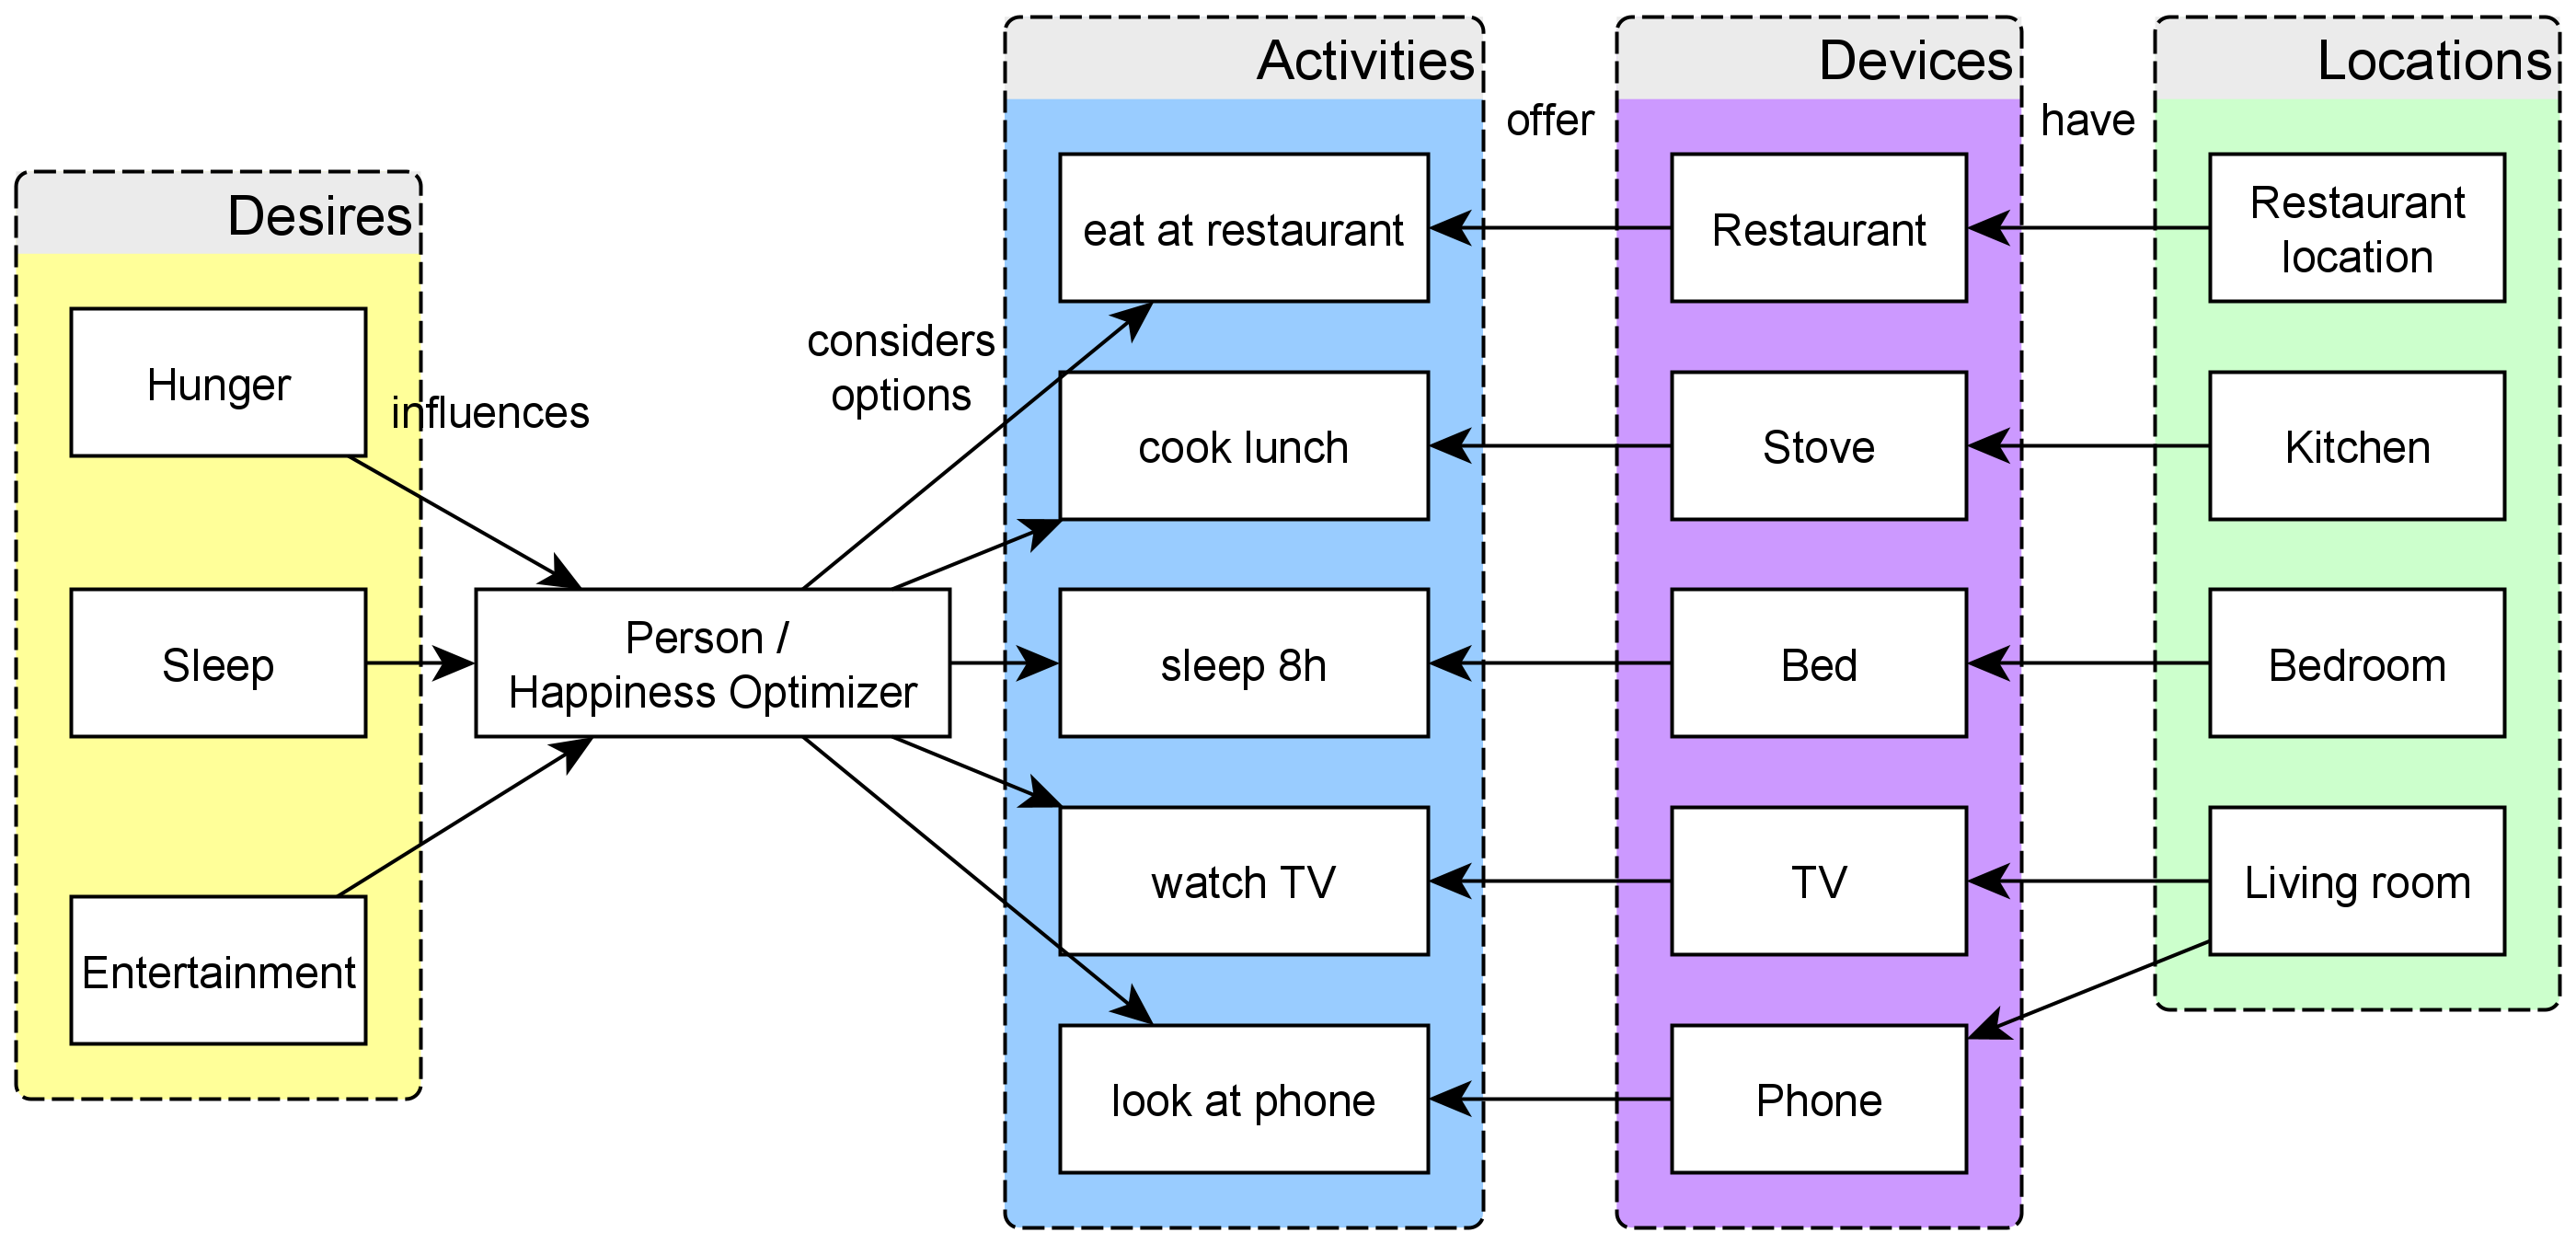 Desires
Hunger
Sleep
Entertainment
influences
Person /
Happiness Optimizer
considers
options
Activities
eat at restaurant
cook lunch
sleep 8h
watch TV
look at phone
offer
Devices
Restaurant
Stove
Bed
TV
Phone
have
Locations
Restaurant
location
Kitchen
Bedroom
Living room